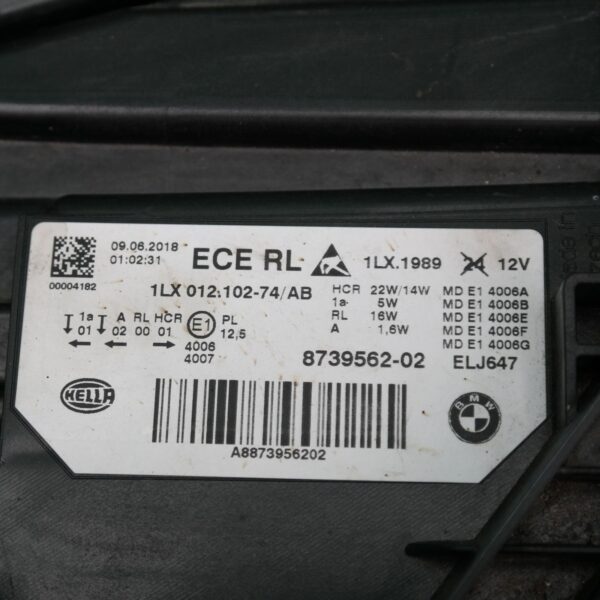 09.06.2018
01:02:31
00004182
ECE RL
1LX.1989
24 12V
1LX 012.102-74/AB
HCR 22W/14W MD E1 4006A
1a 5W MD E1 4006B
RL 16W MD E1 4006E
A 1,6W MD E1 4006F
MD E1 4006G
1a A RL HCR E1 PL
01 02 00 01 12,5
4006
4007
8739562-02 ELJ647
HELLA
BMW
A8873956202